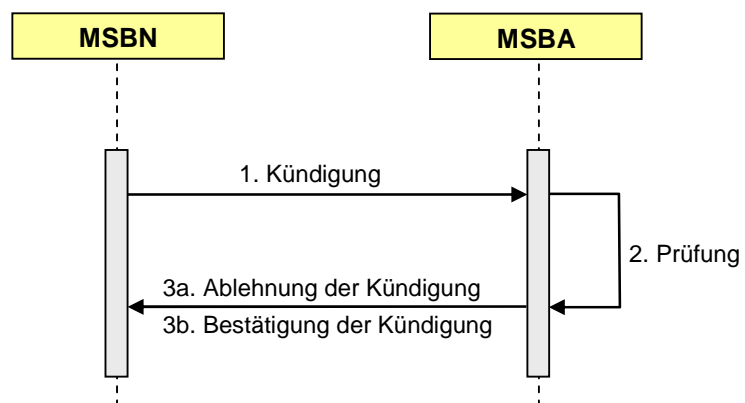 MSBN
MSBA
1. Kündigung
2. Prüfung
3a. Ablehnung der Kündigung
3b. Bestätigung der Kündigung